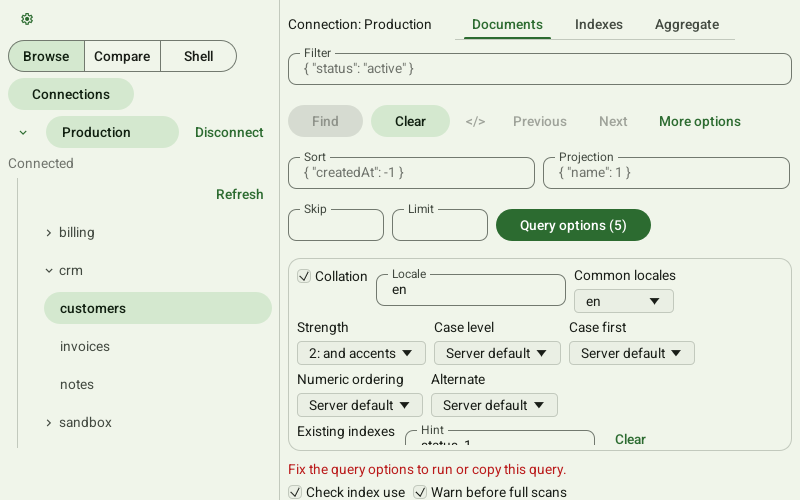 Browse
Compare
Shell
Connections
Production
Disconnect
Connected
Refresh
billing
crm
customers
invoices
notes
sandbox
Connection: Production
Documents
Indexes
Aggregate
Filter
{ "status": "active" }
Find
Clear
</>
Previous
Next
More options
Sort
{ "createdAt": -1 }
Projection
{ "name": 1 }
Skip
Limit
Query options (5)
Collation
Locale
en
Common locales
en
Strength
2: and accents
Case level
Server default
Case first
Server default
Numeric ordering
Server default
Alternate
Server default
Existing indexes
Hint
status_1
Clear
Fix the query options to run or copy this query.
Check index use
Warn before full scans